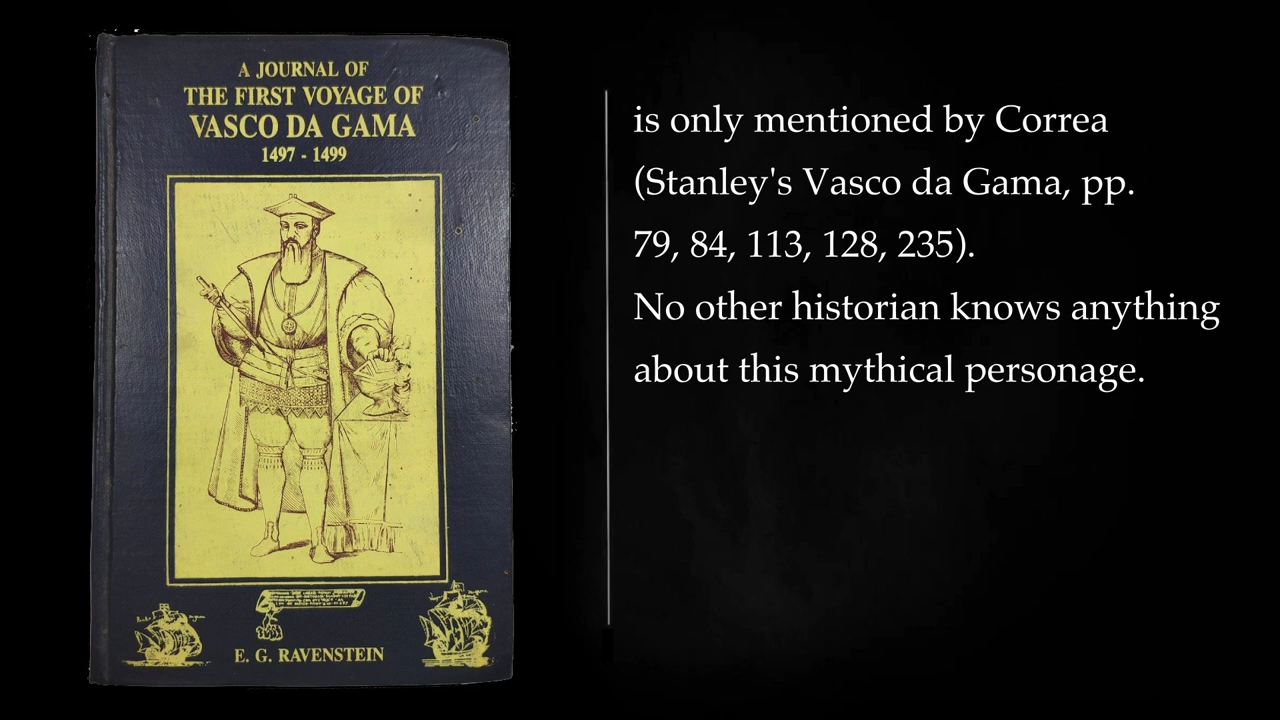 A JOURNAL OF
THE FIRST VOYAGE OF
VASCO DA GAMA
1497 - 1499
E. G. RAVENSTEIN
is only mentioned by Correa
(Stanley's Vasco da Gama, pp.
79, 84, 113, 128, 235).
No other historian knows anything
about this mythical personage.